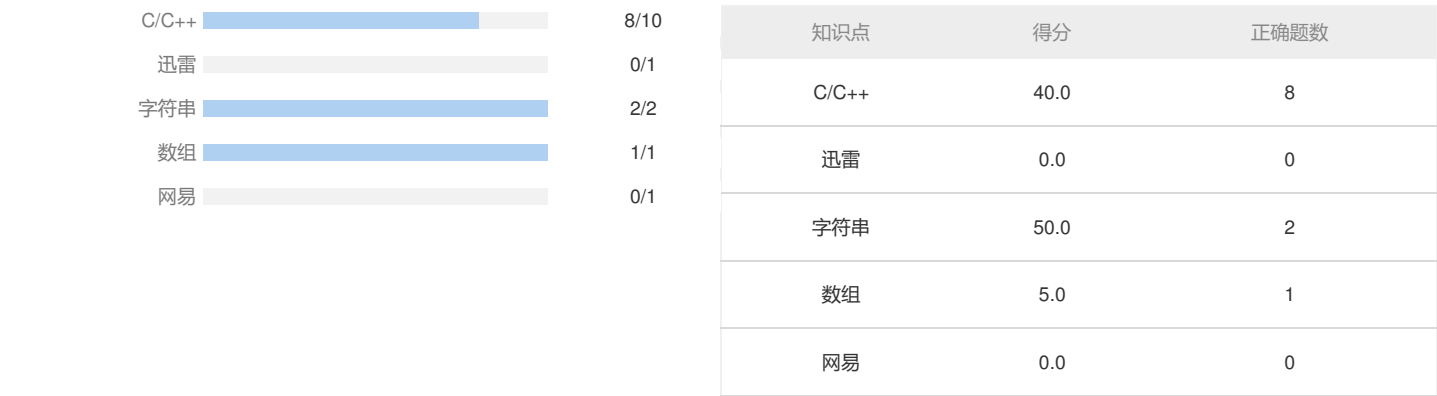 C/C++ 8/10
迅雷 0/1
字符串 2/2
数组 1/1
网易 0/1
知识点 得分 正确题数
C/C++ 40.0 8
迅雷 0.0 0
字符串 50.0 2
数组 5.0 1
网易 0.0 0